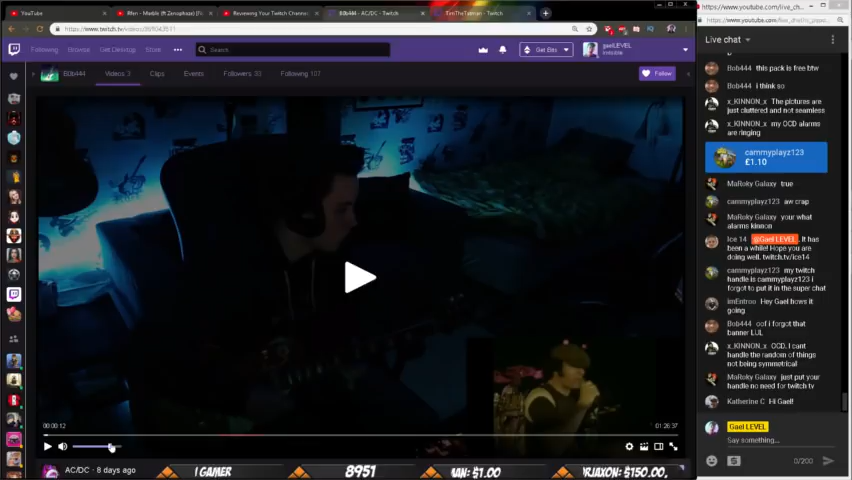 YouTube
Reviewing Your Twitch Channel
B0b444 - AC/DC - Twitch
TimTheTatman - Twitch
Following
Browse
Get Desktop
Store
Search
Get Bits
gaelLEVEL
Invisible
B0b444
Videos 3
Clips
Events
Followers 33
Following 107
Follow
00:00:12
01:26:37
AC/DC · 8 days ago
I GAMER
8951
MAN: $1.00
$150.00,
Live chat
Bob444 this pack is free btw
Bob444 i think so
x_KINNON_x The pictures are
just cluttered and not seamless
x_KINNON_x my OCD alarms
are ringing
cammyplayz123
£1.10
MaRoky Galaxy true
cammyplayz123 aw crap
MaRoky Galaxy your what
alarms kinnon
Ice 14 @Gael LEVEL, It has
been a while! Hope you are
doing well. twitch.tv/ice14
cammyplayz123 my twitch
handle is cammyplayz123 i
forgot to put it in the super chat
ImEntroo Hey Gael hows it
going
Bob444 oof i forgot that
banner LUL
x_KINNON_x OCD, I cant
handle the random of things
not being symmetrical
MaRoky Galaxy just put your
handle no need for twitch tv
Katherine C Hi Gael!
Gael LEVEL
Say something...
0/200